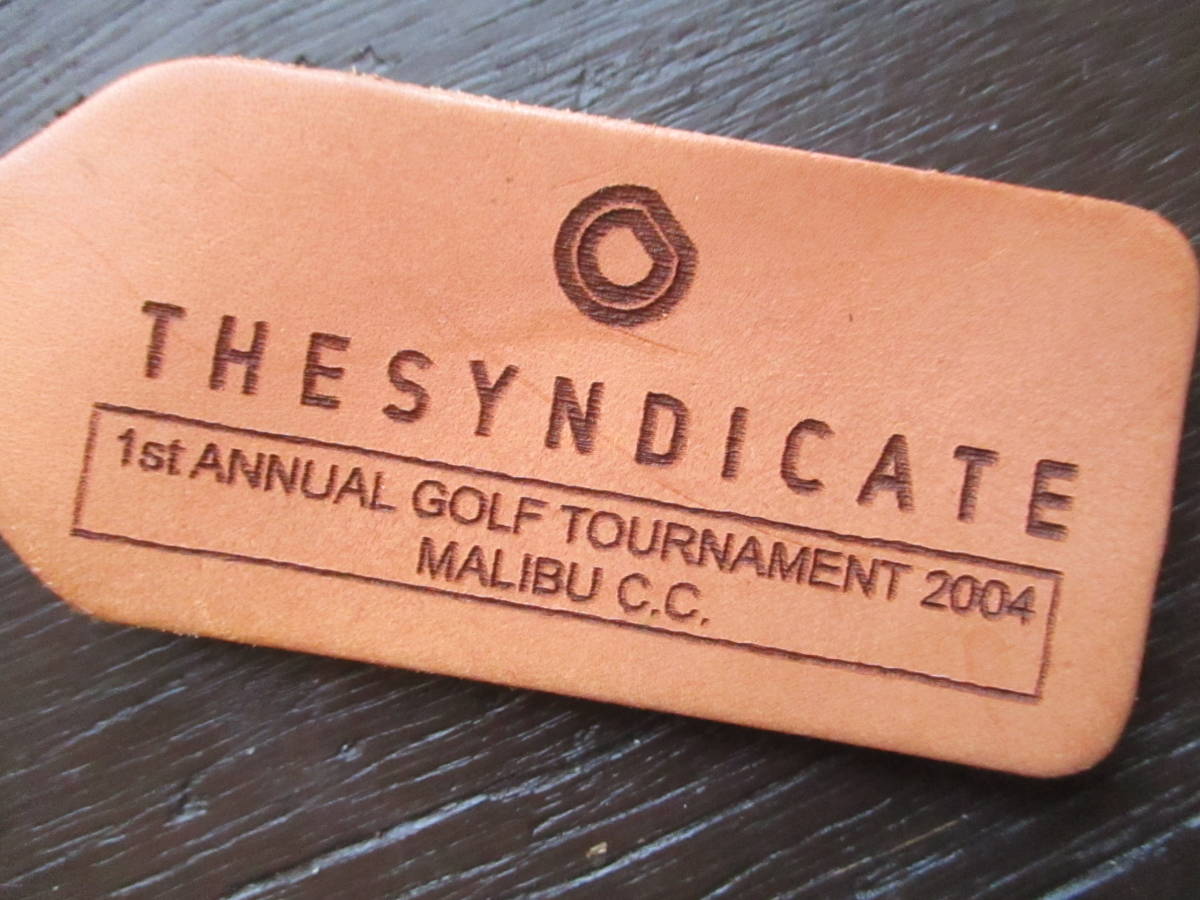 THESYNDICATE
1st ANNUAL GOLF TOURNAMENT 2004
MALIBU C.C.